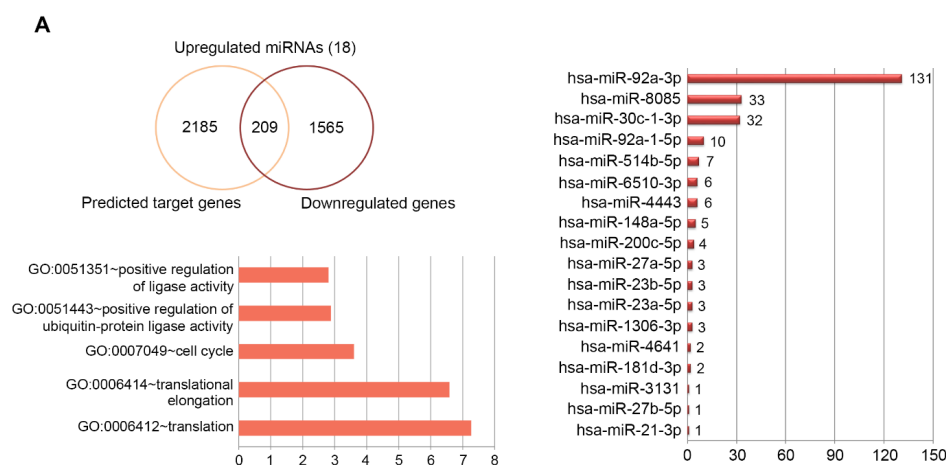 A
Upregulated miRNAs (18)
2185
209
1565
Predicted target genes
Downregulated genes
GO:0051351~positive regulation
of ligase activity
GO:0051443~positive regulation of
ubiquitin-protein ligase activity
GO:0007049~cell cycle
GO:0006414~translational
elongation
GO:0006412~translation
0 1 2 3 4 5 6 7 8
hsa-miR-92a-3p 131
hsa-miR-8085 33
hsa-miR-30c-1-3p 32
hsa-miR-92a-1-5p 10
hsa-miR-514b-5p 7
hsa-miR-6510-3p 6
hsa-miR-4443 6
hsa-miR-148a-5p 5
hsa-miR-200c-5p 4
hsa-miR-27a-5p 3
hsa-miR-23b-5p 3
hsa-miR-23a-5p 3
hsa-miR-1306-3p 3
hsa-miR-4641 2
hsa-miR-181d-3p 2
hsa-miR-3131 1
hsa-miR-27b-5p 1
hsa-miR-21-3p 1
0 30 60 90 120 150